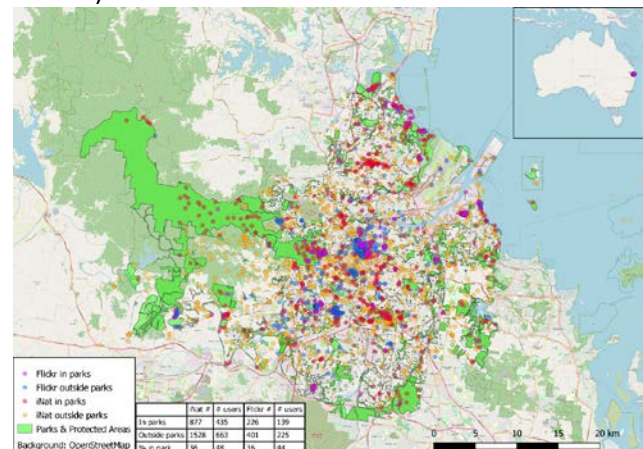 Flickr in parks
Flickr outside parks
iNat in parks
iNat outside parks
Parks & Protected Areas
Background: OpenStreetMap
iNat # # users Flickr # # users
In parks 877 435 226 139
Outside parks 1528 663 401 225
0 5 10 15 20 km